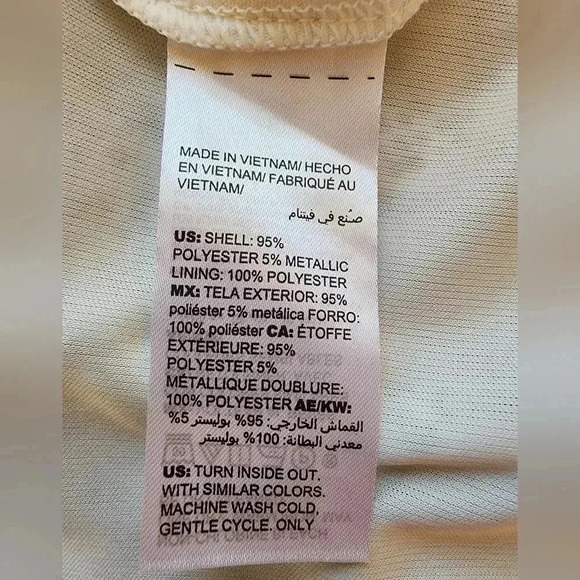 MADE IN VIETNAM/ HECHO
EN VIETNAM/ FABRIQUÉ AU
VIETNAM/
صُنع في فيتنام
US: SHELL: 95%
POLYESTER 5% METALLIC
LINING: 100% POLYESTER
MX: TELA EXTERIOR: 95%
poliéster 5% metálica FORRO:
100% poliéster CA: ÉTOFFE
EXTÉRIEURE: 95%
POLYESTER 5%
MÉTALLIQUE DOUBLURE:
100% POLYESTER AE/KW:
القماش الخارجي: 95% بوليستر 5%
معدني البطانة: 100% بوليستر
US: TURN INSIDE OUT.
WITH SIMILAR COLORS.
MACHINE WASH COLD,
GENTLE CYCLE. ONLY